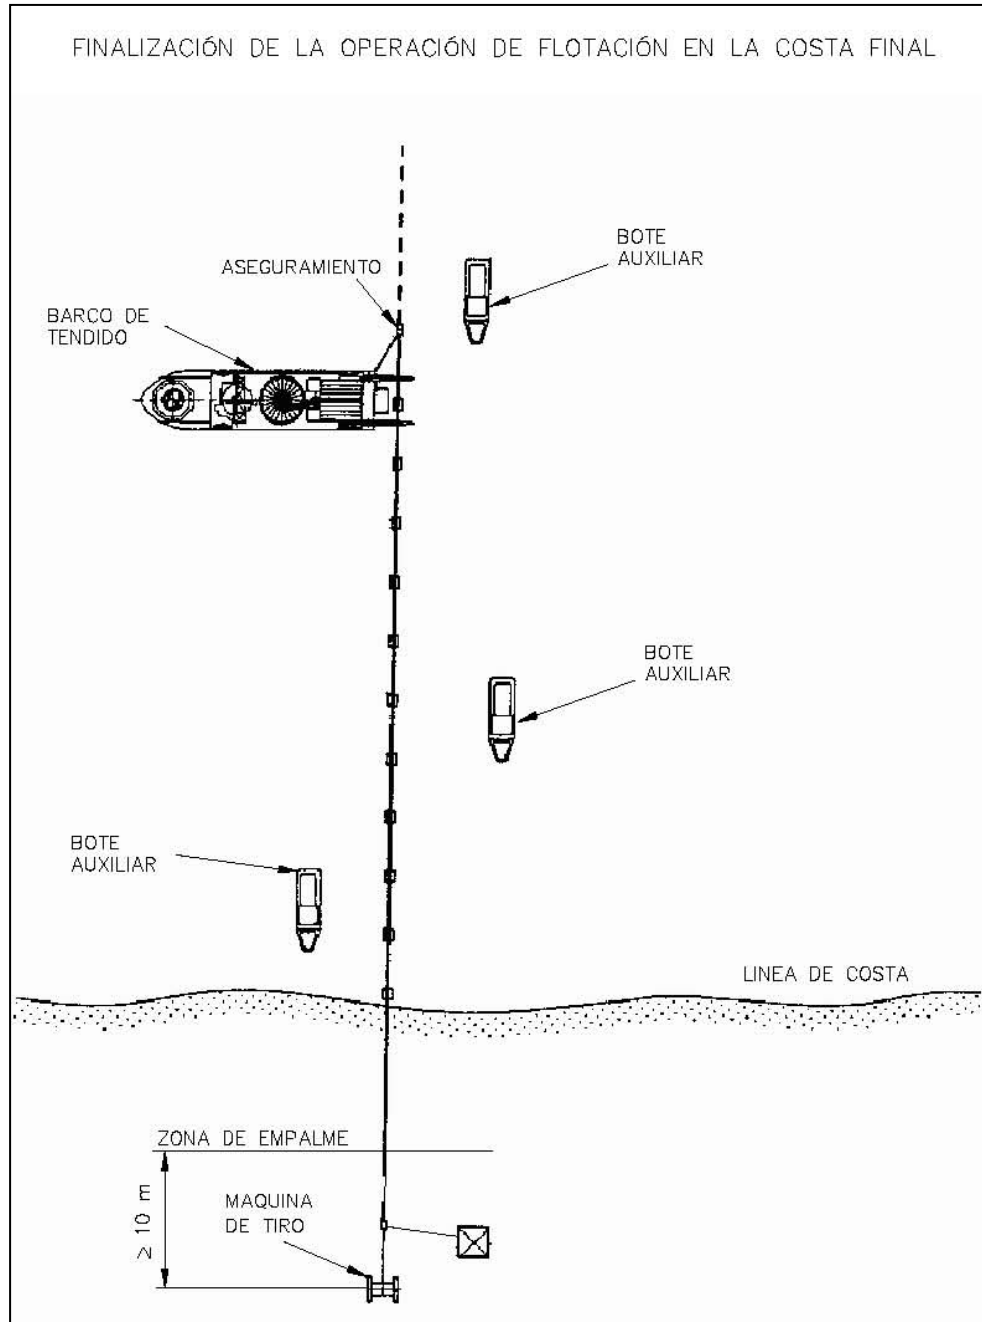 FINALIZACIÓN DE LA OPERACIÓN DE FLOTACIÓN EN LA COSTA FINAL
BOTE
AUXILIAR
ASEGURAMIENTO
BARCO DE
TENDIDO
BOTE
AUXILIAR
BOTE
AUXILIAR
LINEA DE COSTA
ZONA DE EMPALME
≥ 10 m
MAQUINA
DE TIRO